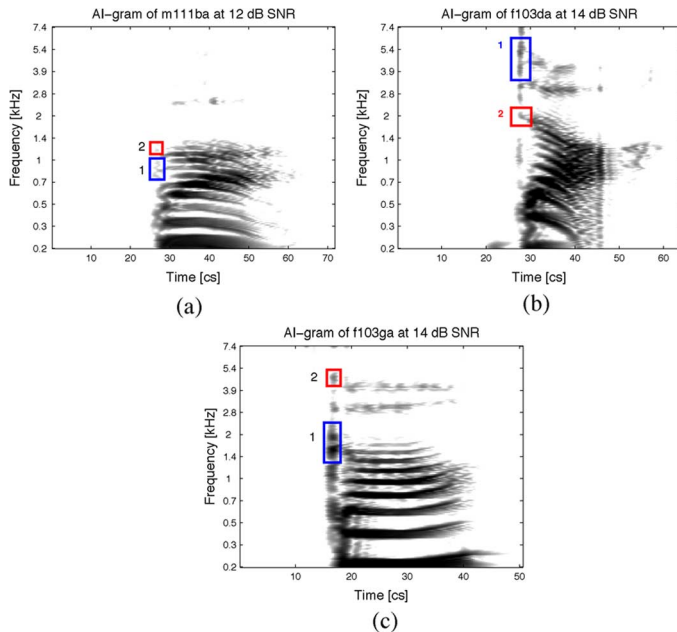 AI-gram of m111ba at 12 dB SNR
7.4
5.4
3.9
2.8
2
1.4
1
0.7
0.5
0.3
0.2
Frequency [kHz]
2
1
10 20 30 40 50 60 70
Time [cs]
(a)
AI-gram of f103da at 14 dB SNR
7.4
5.4
3.9
2.8
2
1.4
1
0.7
0.5
0.3
0.2
Frequency [kHz]
1
2
10 20 30 40 50 60
Time [cs]
(b)
AI-gram of f103ga at 14 dB SNR
7.4
5.4
3.9
2.8
2
1.4
1
0.7
0.5
0.3
0.2
Frequency [kHz]
2
1
10 20 30 40 50
Time [cs]
(c)